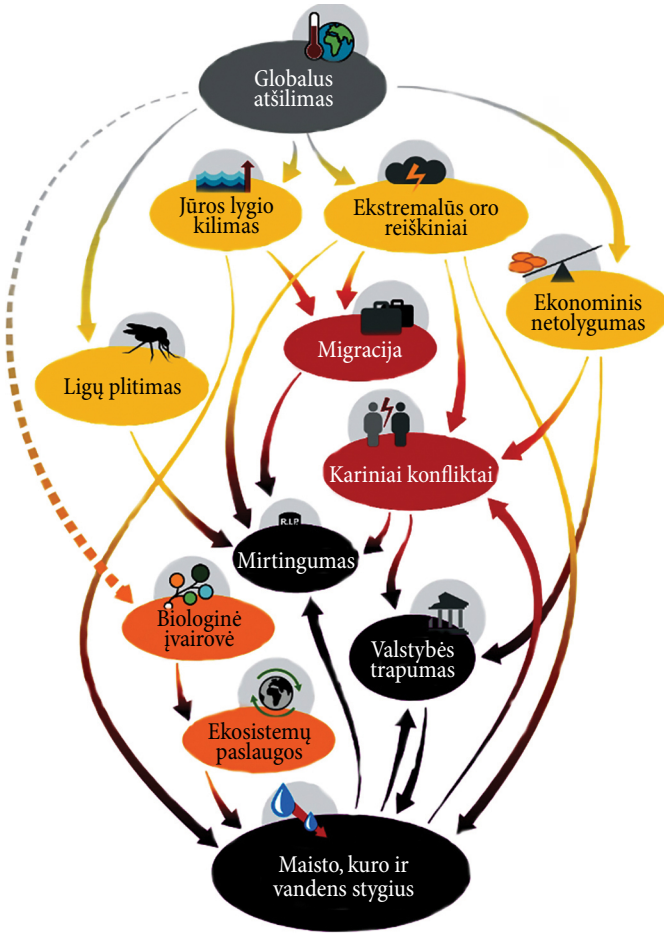 Globalus
atšilimas
Jūros lygio
kilimas
Ekstremalūs oro
reiškiniai
Ekonominis
netolygumas
Migracija
Ligų plitimas
Kariniai konfliktai
R.I.P.
Mirtingumas
Biologinė
įvairovė
Valstybės
trapumas
Ekosistemų
paslaugos
Maisto, kuro ir
vandens stygius